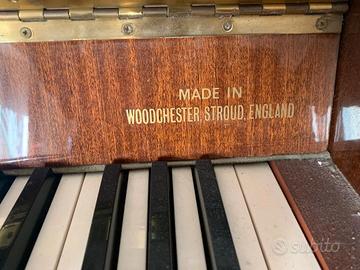 MADE IN
WOODCHESTER, STROUD, ENGLAND
subito